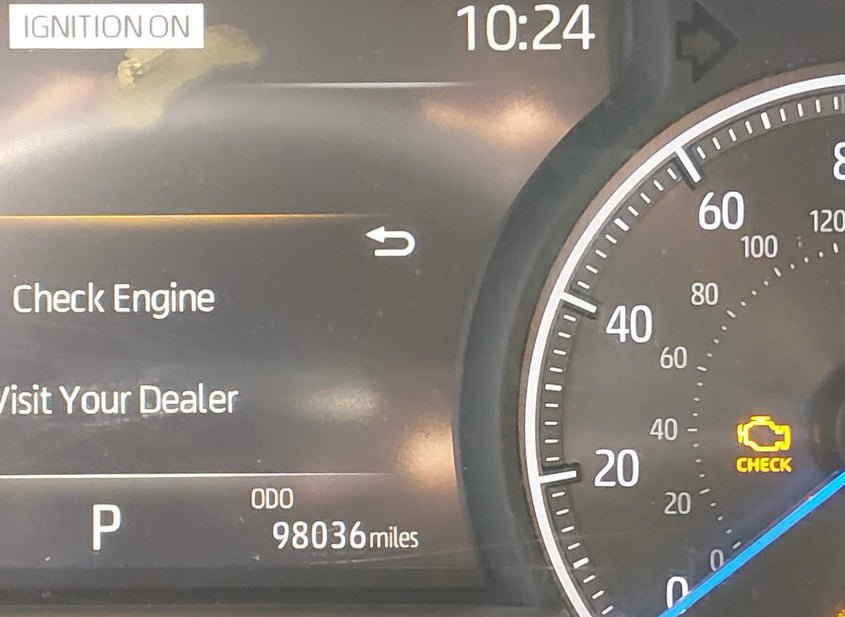 IGNITION ON
10:24
Check Engine
Visit Your Dealer
P
ODO
98036 miles
8
60
120
100
80
40
60
CHECK
40
20
20
0
0